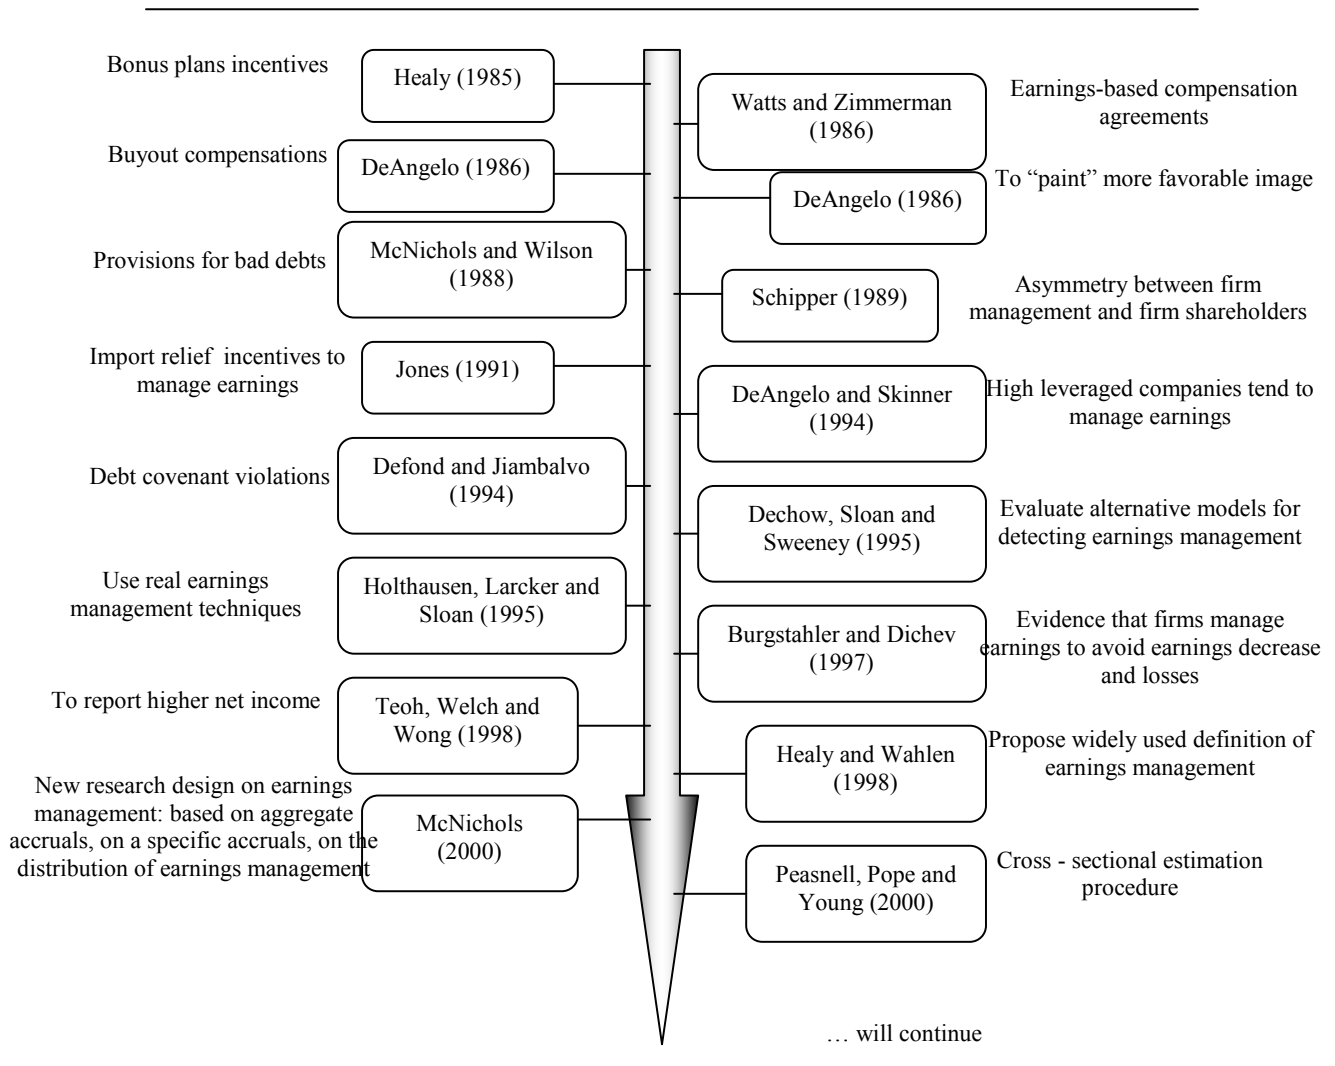 Bonus plans incentives
Healy (1985)
Watts and Zimmerman
(1986)
Earnings-based compensation
agreements
Buyout compensations
DeAngelo (1986)
DeAngelo (1986)
To “paint” more favorable image
McNichols and Wilson
(1988)
Provisions for bad debts
Schipper (1989)
Asymmetry between firm
management and firm shareholders
Import relief  incentives to
manage earnings
Jones (1991)
DeAngelo and Skinner
(1994)
High leveraged companies tend to
manage earnings
Debt covenant violations
Defond and Jiambalvo
(1994)
Dechow, Sloan and
Sweeney (1995)
Evaluate alternative models for
detecting earnings management
Use real earnings
management techniques
Holthausen, Larcker and
Sloan (1995)
Burgstahler and Dichev
(1997)
Evidence that firms manage
earnings to avoid earnings decrease
and losses
To report higher net income
Teoh, Welch and
Wong (1998)
Healy and Wahlen
(1998)
Propose widely used definition of
earnings management
New research design on earnings
management: based on aggregate
accruals, on a specific accruals, on the
distribution of earnings management
McNichols
(2000)
Peasnell, Pope and
Young (2000)
Cross - sectional estimation
procedure
… will continue